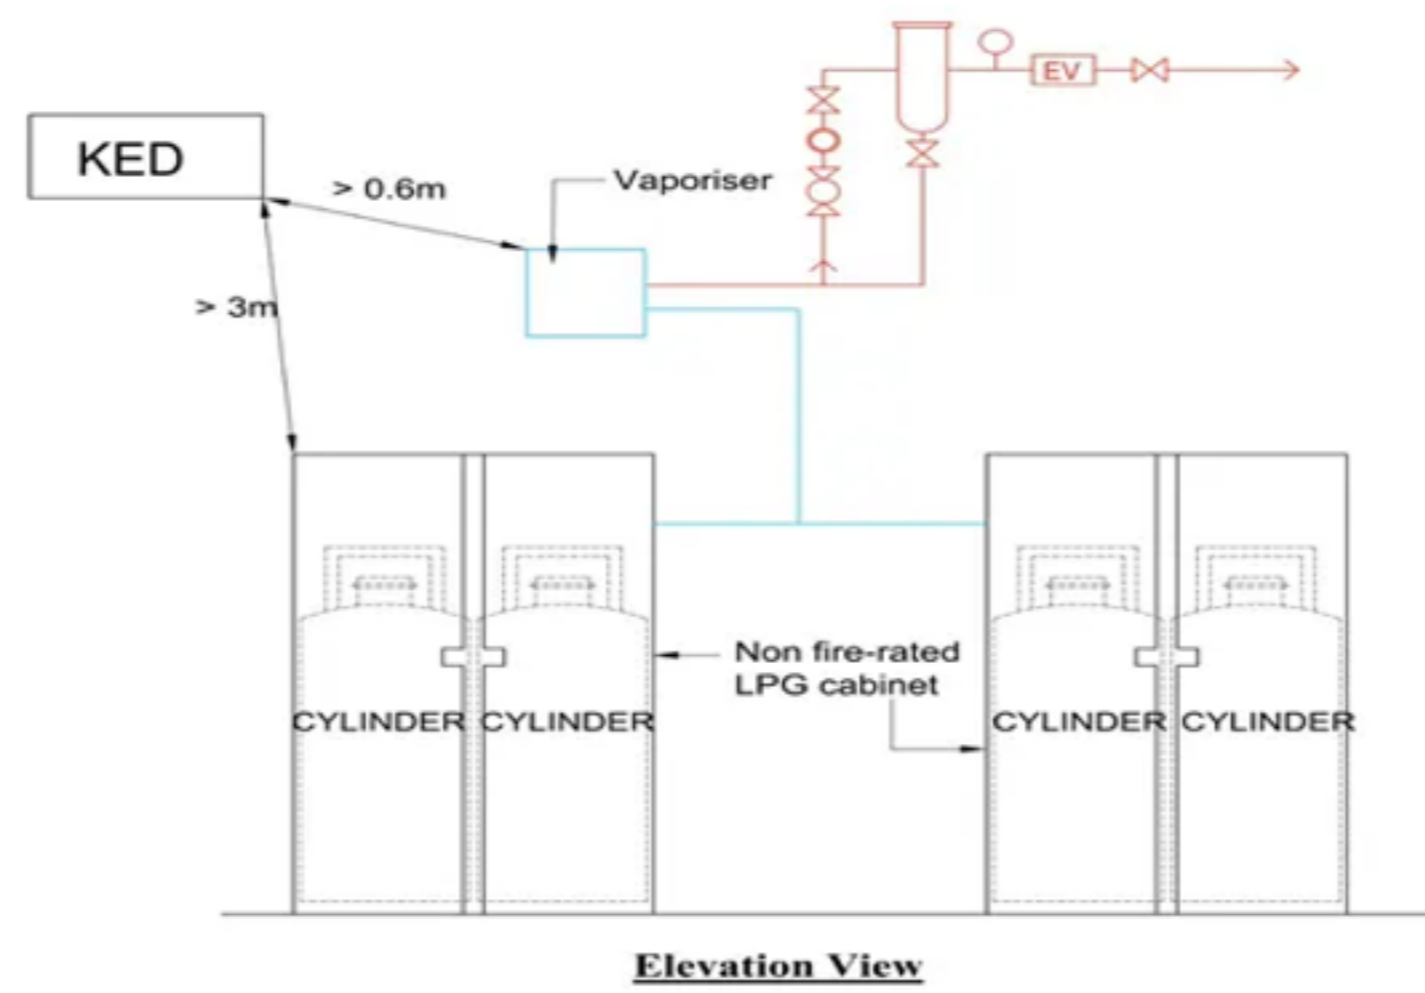 EV
KED
> 0.6m
Vaporiser
> 3m
Non fire-rated
LPG cabinet
CYLINDER CYLINDER CYLINDER CYLINDER
Elevation View